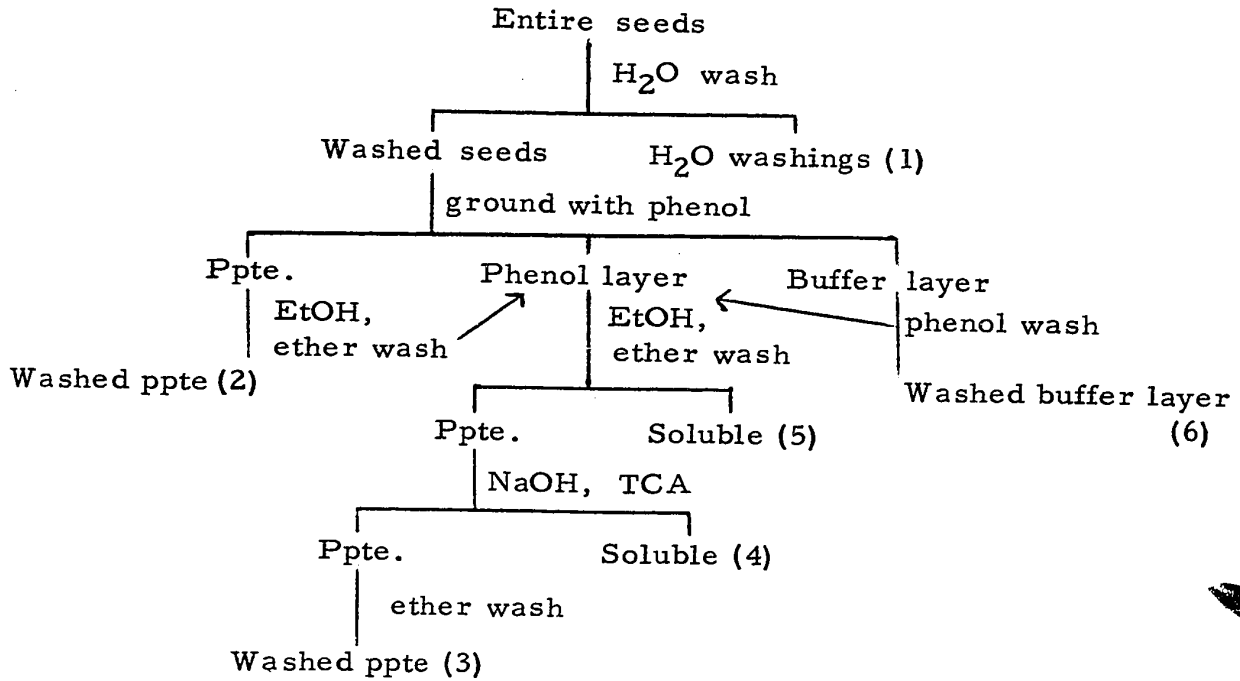 Entire seeds
H2O wash
Washed seeds
H2O washings (1)
ground with phenol
Ppte.
Phenol layer
Buffer layer
EtOH,
ether wash
EtOH,
ether wash
phenol wash
Washed ppte (2)
Washed buffer layer
(6)
Ppte.
Soluble (5)
NaOH, TCA
Ppte.
Soluble (4)
ether wash
Washed ppte (3)